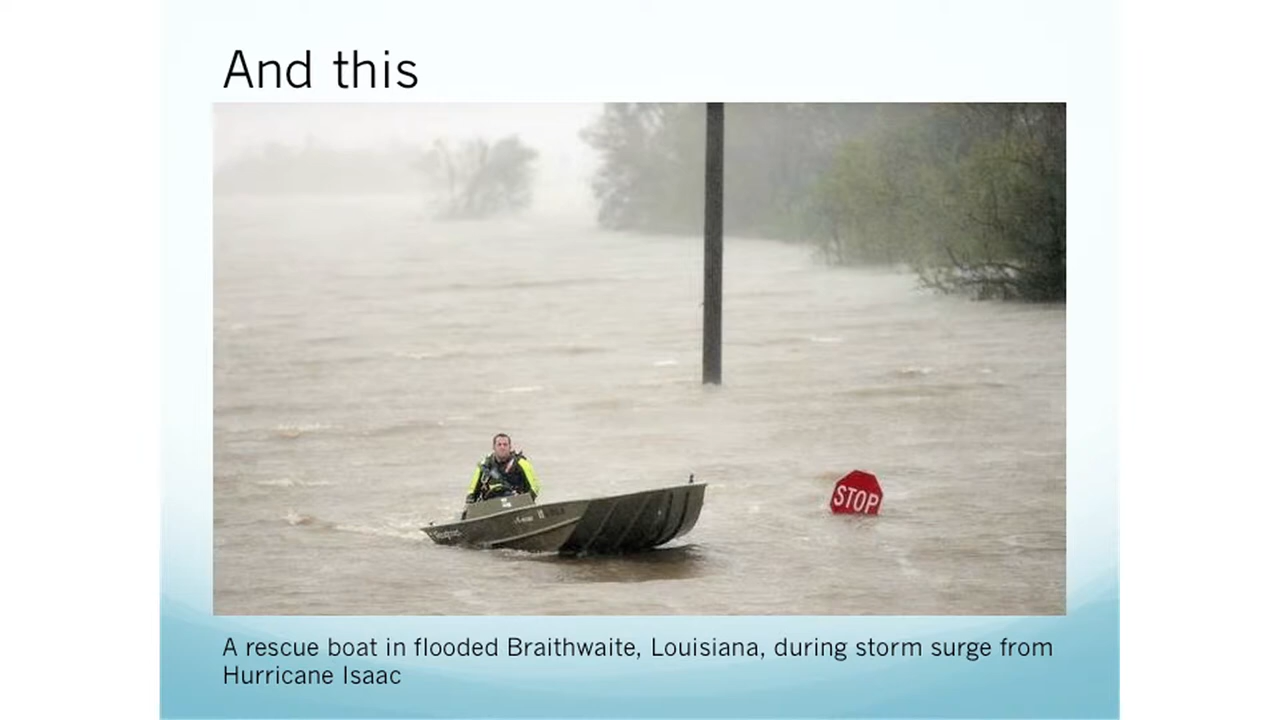 And this
STOP
A rescue boat in flooded Braithwaite, Louisiana, during storm surge from
Hurricane Isaac